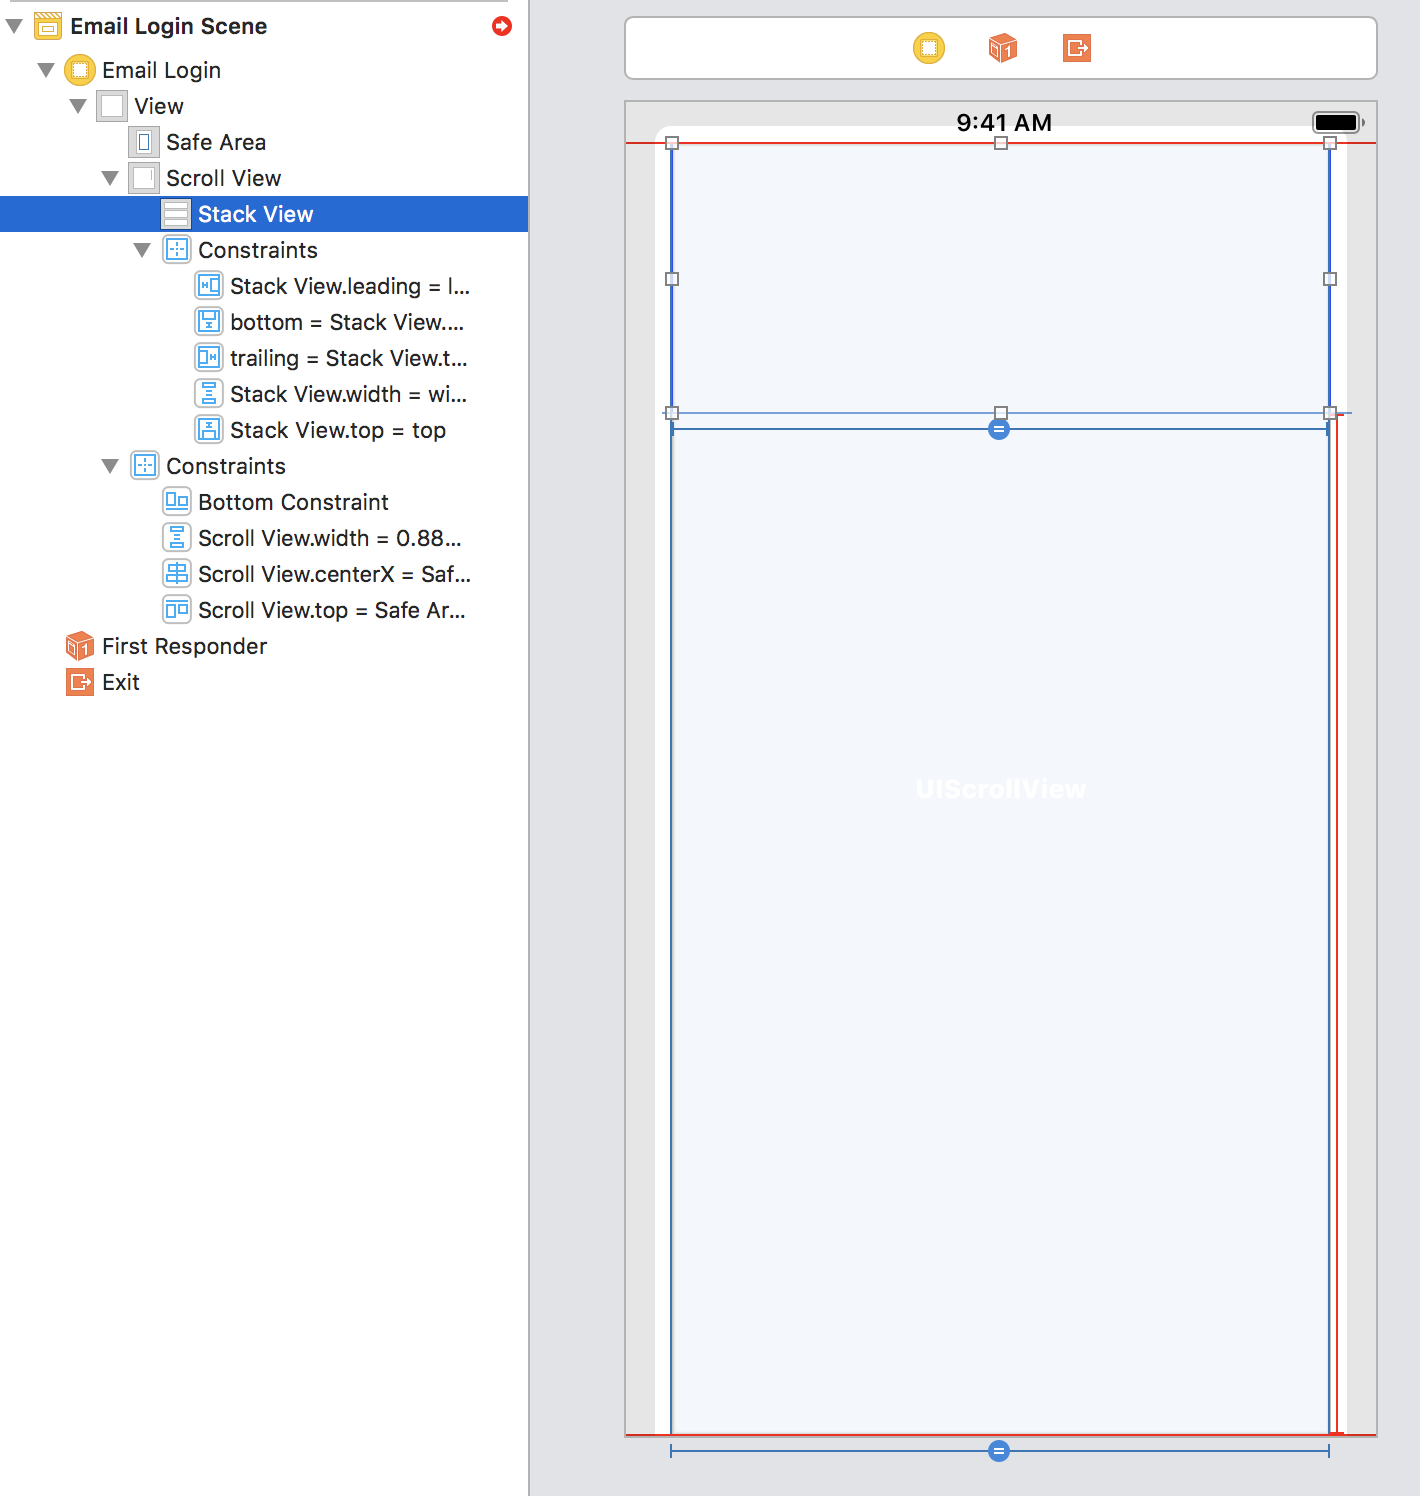 Email Login Scene
Email Login
View
Safe Area
Scroll View
Stack View
Constraints
Stack View.leading = l...
bottom = Stack View....
trailing = Stack View.t...
Stack View.width = wi...
Stack View.top = top
Constraints
Bottom Constraint
Scroll View.width = 0.88...
Scroll View.centerX = Saf...
Scroll View.top = Safe Ar...
First Responder
Exit
9:41 AM
UIScrollView